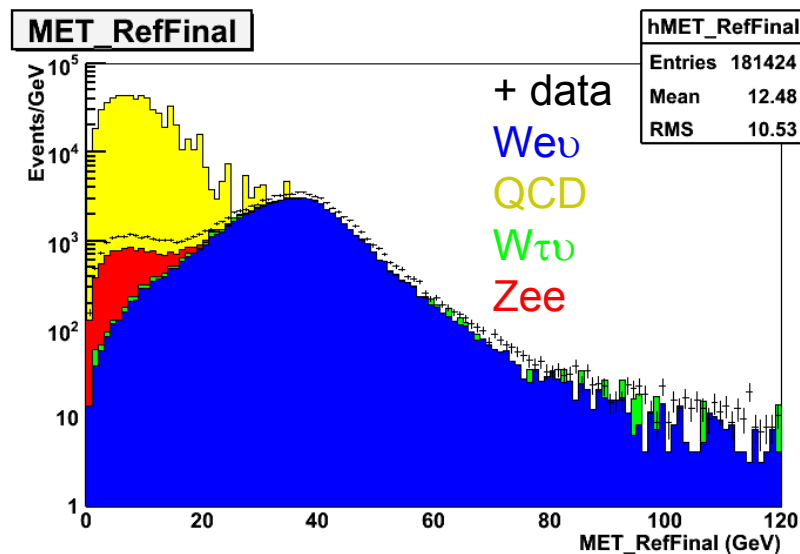 MET_RefFinal
hMET_RefFinal
Entries 181424
Mean 12.48
RMS 10.53
Events/GeV
10^5
10^4
10^3
10^2
10
1
+ data
Weυ
QCD
Wτυ
Zee
0 20 40 60 80 100 120
MET_RefFinal (GeV)